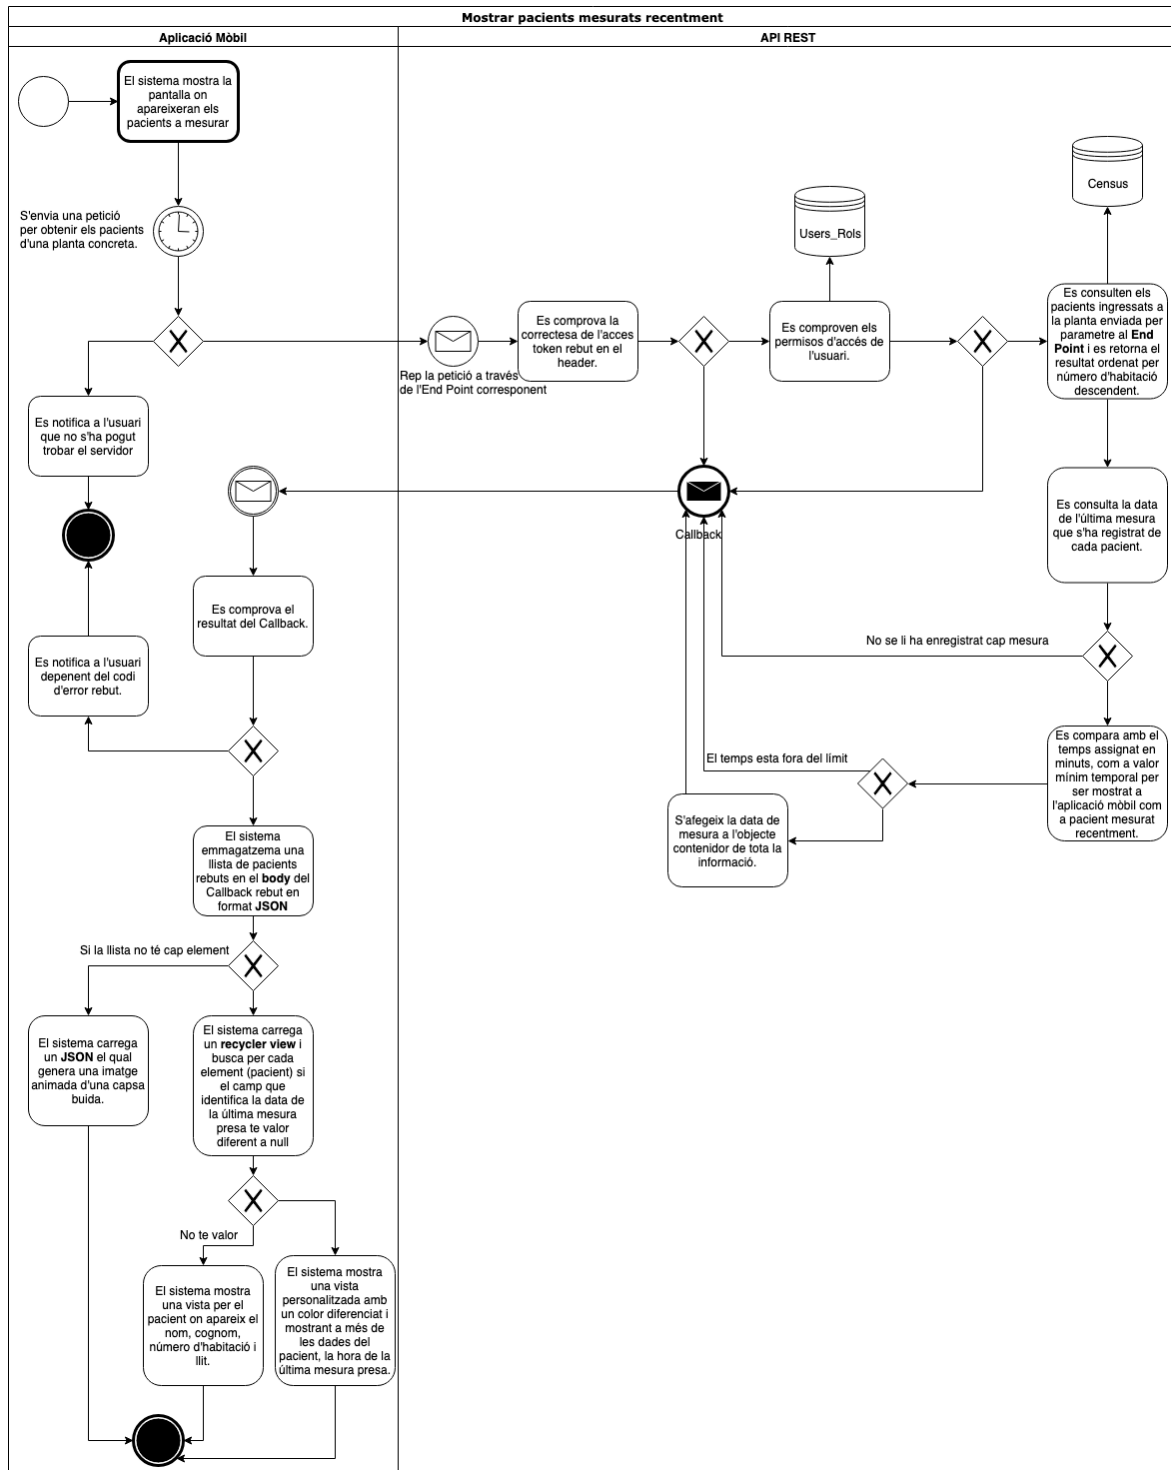 Mostrar pacients mesurats recentment
Aplicació Mòbil
API REST
El sistema mostra la
pantalla on
apareixeran els
pacients a mesurar
S'envia una petició
per obtenir els pacients
d'una planta concreta.
Census
Users_Rols
Es comprova la
correctesa de l'acces
token rebut en el
header.
Es comproven els
permisos d'accés de
l'usuari.
Es consulten els
pacients ingressats a
la planta enviada per
parametre al End
Point i es retorna el
resultat ordenat per
número d'habitació
descendent.
Rep la petició a través
de l'End Point corresponent
Es notifica a l'usuari
que no s'ha pogut
trobar el servidor
Callback
Es consulta la data
de l'última mesura
que s'ha registrat de
cada pacient.
Es comprova el
resultat del Callback.
Es notifica a l'usuari
depenent del codi
d'error rebut.
No se li ha enregistrat cap mesura
El temps esta fora del límit
Es compara amb el
temps assignat en
minuts, com a valor
mínim temporal per
ser mostrat a
l'aplicació mòbil com
a pacient mesurat
recentment.
S'afegeix la data de
mesura a l'objecte
contenidor de tota la
informació.
El sistema
emmagatzema una
llista de pacients
rebuts en el body del
Callback rebut en
format JSON
Si la llista no té cap element
El sistema carrega
un JSON el qual
genera una imatge
animada d'una capsa
buida.
El sistema carrega
un recycler view i
busca per cada
element (pacient) si
el camp que
identifica la data de
la última mesura
presa te valor
diferent a null
No te valor
El sistema mostra
una vista per el
pacient on apareix el
nom, cognom,
número d'habitació i
llit.
El sistema mostra
una vista
personalitzada amb
un color diferenciat i
mostrant a més de
les dades del
pacient, la hora de la
última mesura presa.